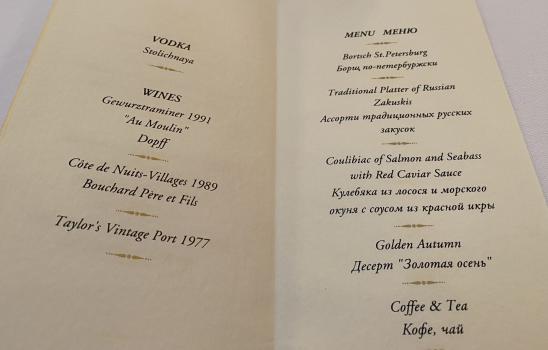 VODKA
Stolichnaya
WINES
Gewurztraminer 1991
"Au Moulin"
Dopff
Côte de Nuits-Villages 1989
Bouchard Père et Fils
Taylor's Vintage Port 1977
MENU МЕНЮ
Bortsch St.Petersburg
Борщ по-петербуржски
Traditional Platter of Russian
Zakuskis
Ассорти традиционных русских
закусок
Coulibiac of Salmon and Seabass
with Red Caviar Sauce
Кулебяка из лосося и морского
окуня с соусом из красной икры
Golden Autumn
Десерт "Золотая осень"
Coffee & Tea
Кофе, чай